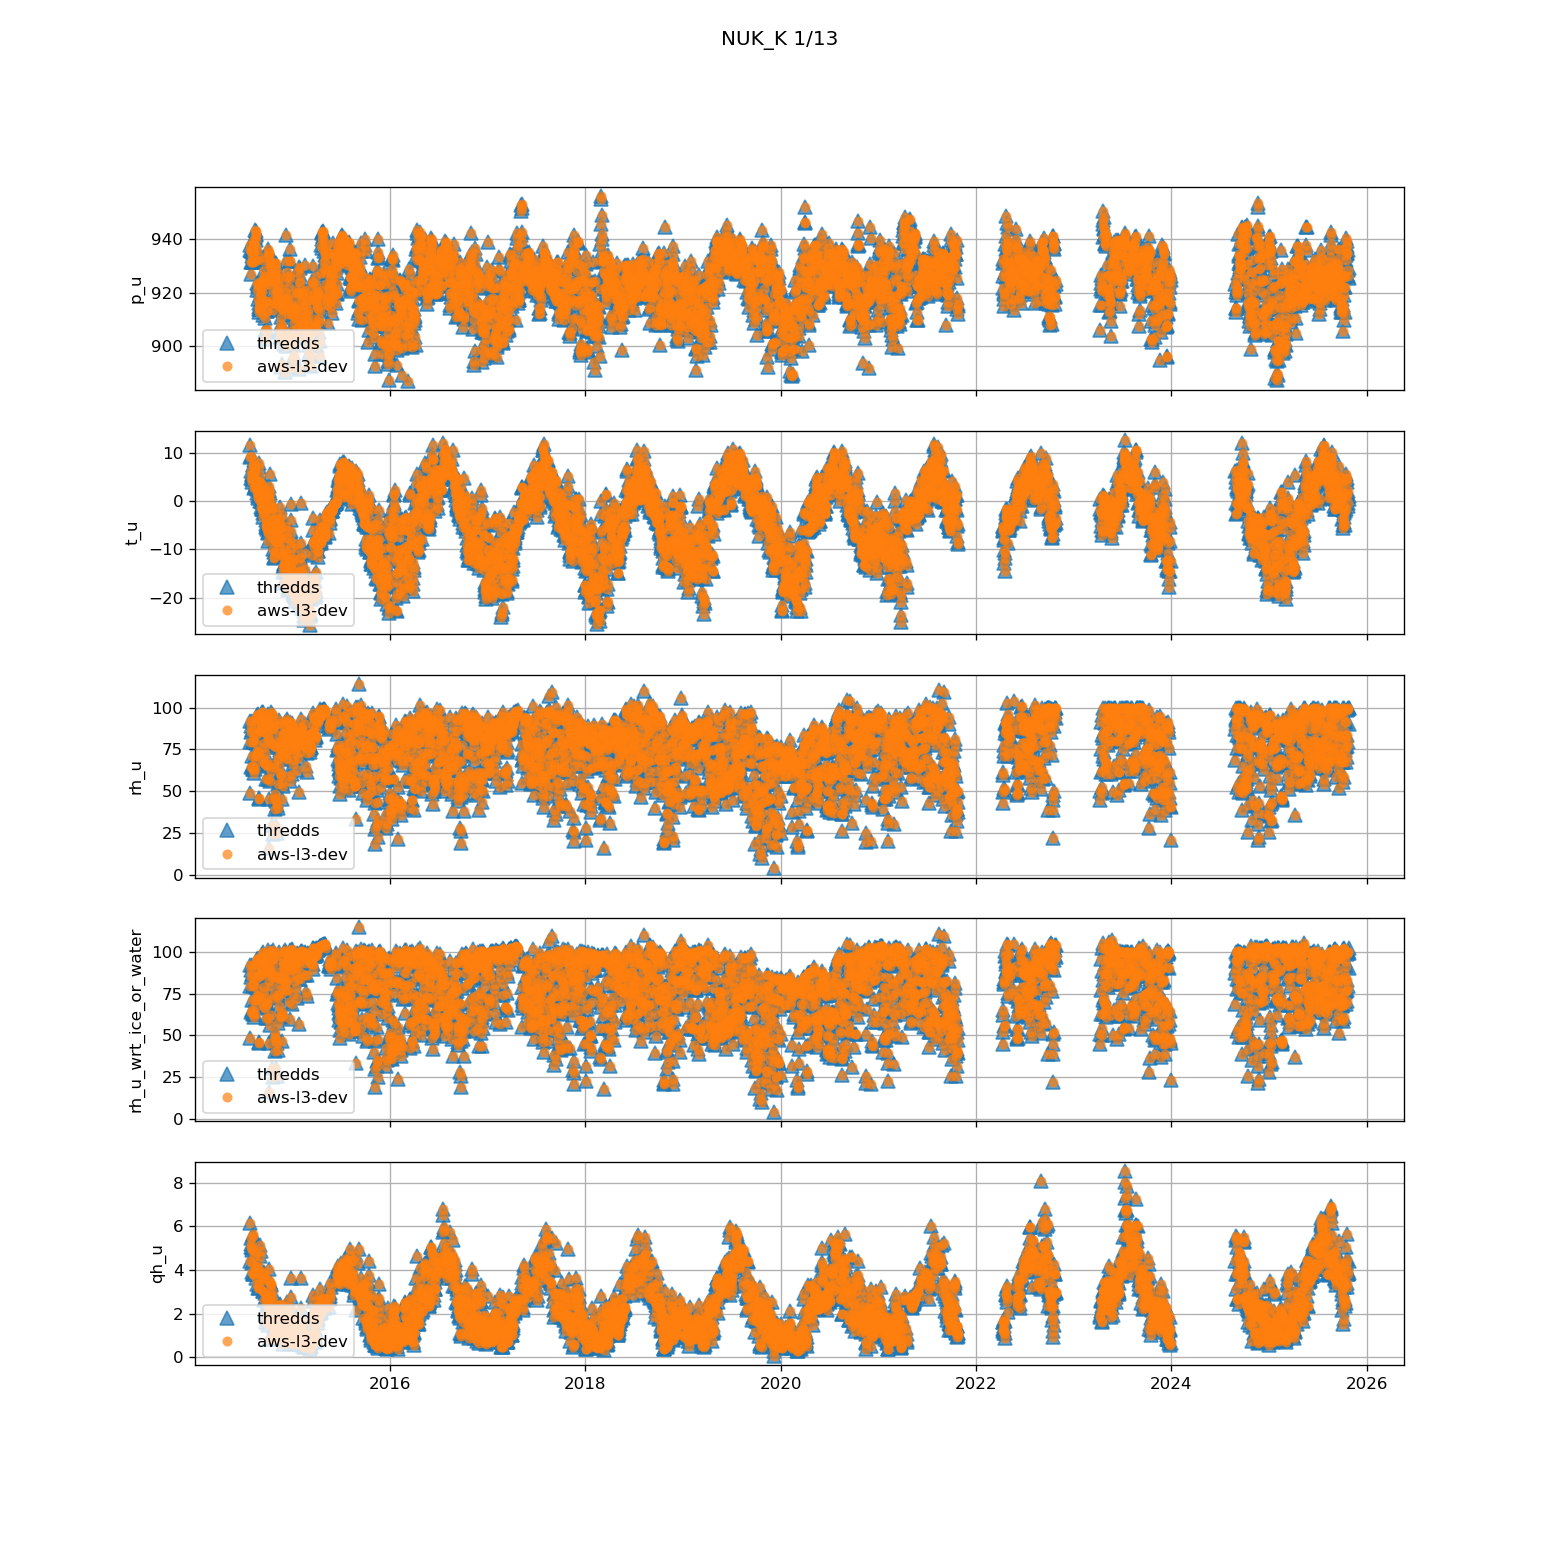 NUK_K 1/13
940
920
900
p_u
thredds
aws-l3-dev
10
0
−10
−20
t_u
thredds
aws-l3-dev
100
75
50
25
0
rh_u
thredds
aws-l3-dev
100
75
50
25
0
rh_u_wrt_ice_or_water
thredds
aws-l3-dev
8
6
4
2
0
qh_u
thredds
aws-l3-dev
2016 2018 2020 2022 2024 2026